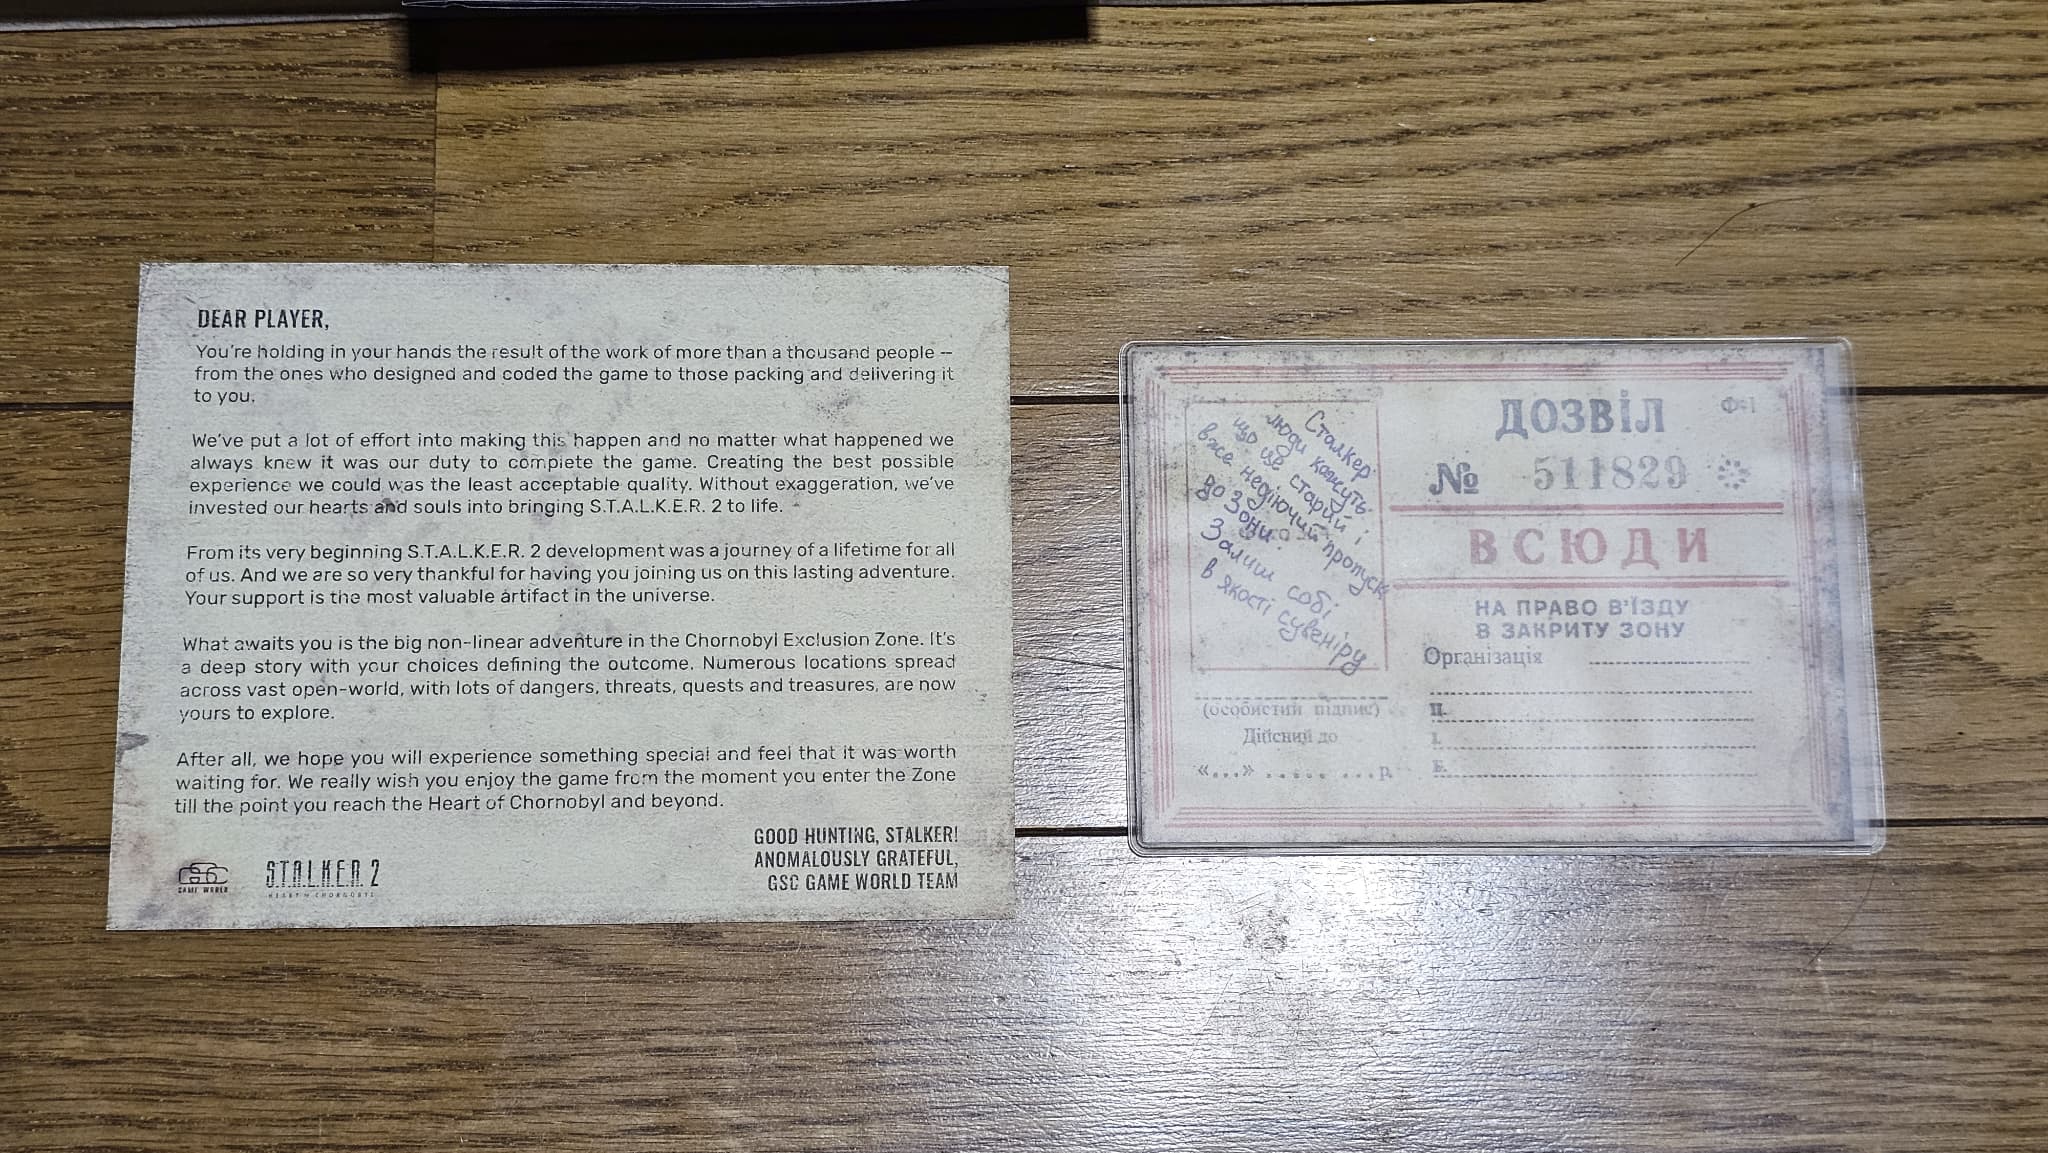 DEAR PLAYER,
You're holding in your hands the result of the work of more than a thousand people --
from the ones who designed and coded the game to those packing and delivering it
to you.
We've put a lot of effort into making this happen and no matter what happened we
always knew it was our duty to complete the game. Creating the best possible
experience we could was the least acceptable quality. Without exaggeration, we've
invested our hearts and souls into bringing S.T.A.L.K.E.R. 2 to life.
From its very beginning S.T.A.L.K.E.R. 2 development was a journey of a lifetime for all
of us. And we are so very thankful for having you joining us on this lasting adventure.
Your support is the most valuable artifact in the universe.
What awaits you is the big non-linear adventure in the Chornobyl Exclusion Zone. It's
a deep story with your choices defining the outcome. Numerous locations spread
across vast open-world, with lots of dangers, threats, quests and treasures, are now
yours to explore.
After all, we hope you will experience something special and feel that it was worth
waiting for. We really wish you enjoy the game from the moment you enter the Zone
till the point you reach the Heart of Chornobyl and beyond.
GOOD HUNTING, STALKER!
ANOMALOUSLY GRATEFUL,
GSC GAME WORLD TEAM
GSC
GAME WORLD
S.T.A.L.K.E.R. 2
HEART OF CHORNOBYL
Сталкер
люди кажуть
що це старий і
вже недіючий пропуск
до Зони.
Залиш собі
в якості сувеніру
(особистий підпис)
Дійсний до
«...» ..... ...р.
ДОЗВІЛ
Ф-1
№ 511829
ВСЮДИ
НА ПРАВО В'ЇЗДУ
В ЗАКРИТУ ЗОНУ
Організація
П.
І.
Б.